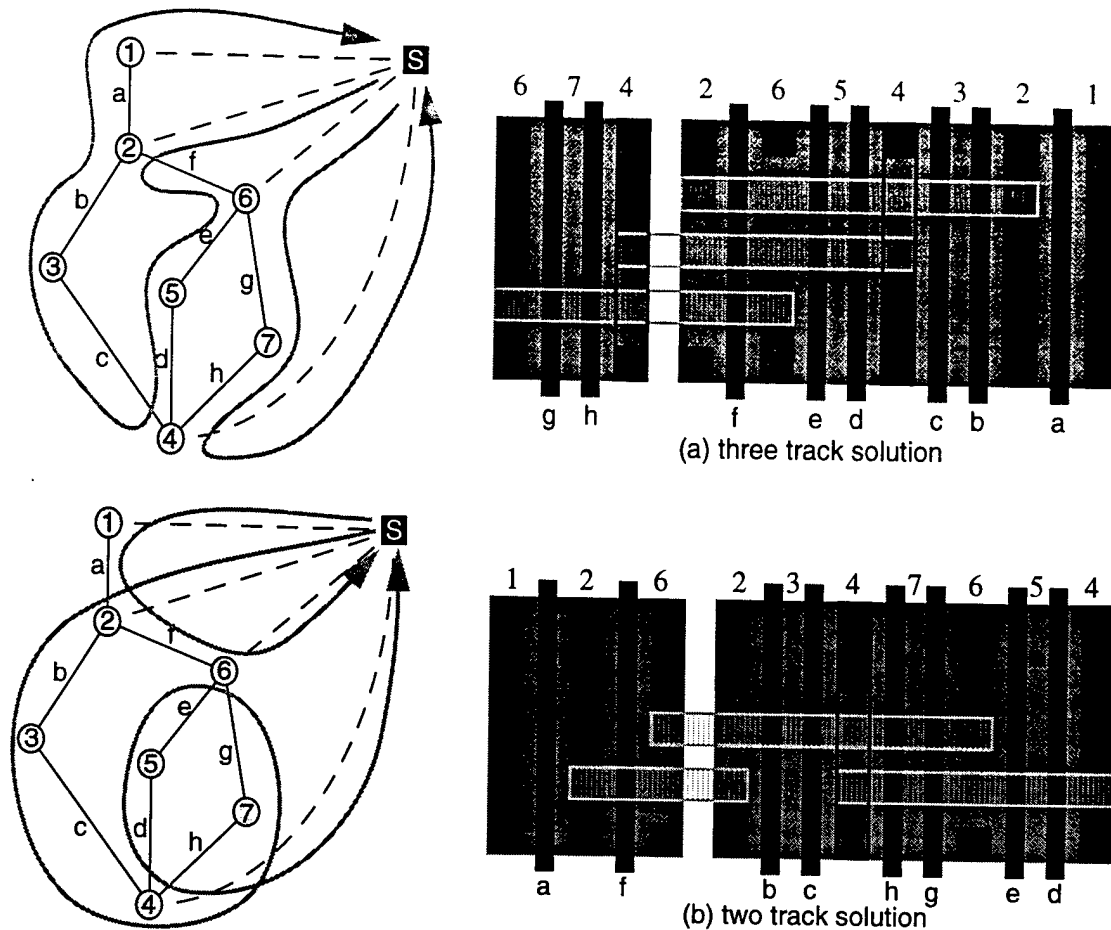 1
S
6 7 4 2 6 5 4 3 2 1
a
2
f
b
6
e
3
5
g
d
7
c
h
4
g h f e d c b a
(a) three track solution
1
S
1 2 6 2 3 4 7 6 5 4
a
2
f
b
6
e
3
5
g
7
d
c
h
4
a f b c h g e d
(b) two track solution